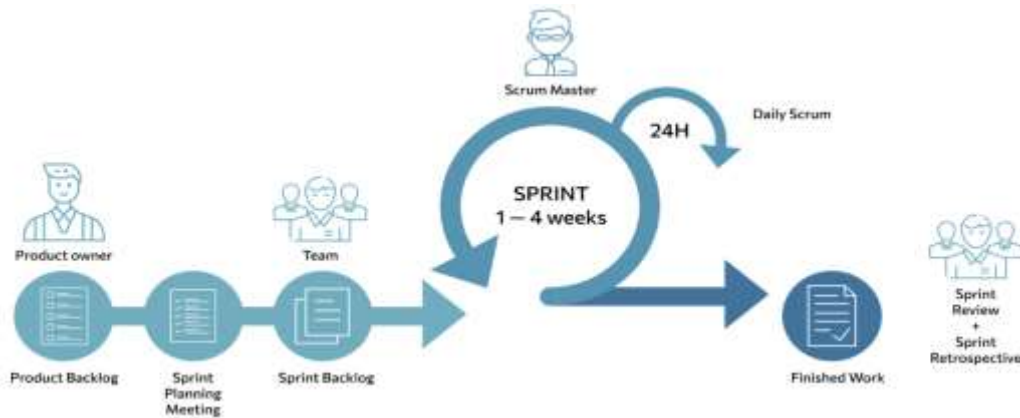 Scrum Master
24H
Daily Scrum
SPRINT
1 – 4 weeks
Product owner
Team
Product Backlog
Sprint
Planning
Meeting
Sprint Backlog
Finished Work
Sprint
Review
+
Sprint
Retrospective